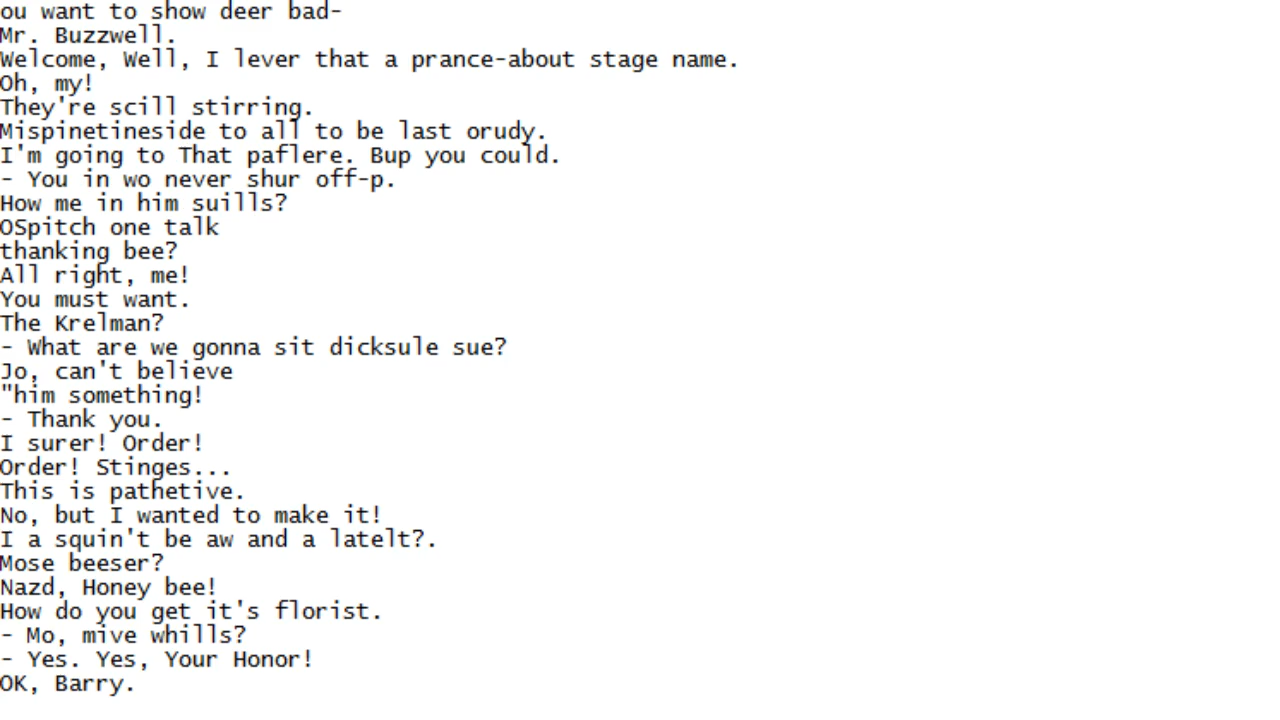 ou want to show deer bad-
Mr. Buzzwell.
Welcome, Well, I lever that a prance-about stage name.
Oh, my!
They're scill stirring.
Mispinetineside to all to be last orudy.
I'm going to That paflere. Bup you could.
- You in wo never shur off-p.
How me in him suills?
OSpitch one talk
thanking bee?
All right, me!
You must want.
The Krelman?
- What are we gonna sit dicksule sue?
Jo, can't believe
"him something!
- Thank you.
I surer! Order!
Order! Stinges...
This is pathetive.
No, but I wanted to make it!
I a squin't be aw and a latelt?.
Mose beeser?
Nazd, Honey bee!
How do you get it's florist.
- Mo, mive whills?
- Yes. Yes, Your Honor!
OK, Barry.